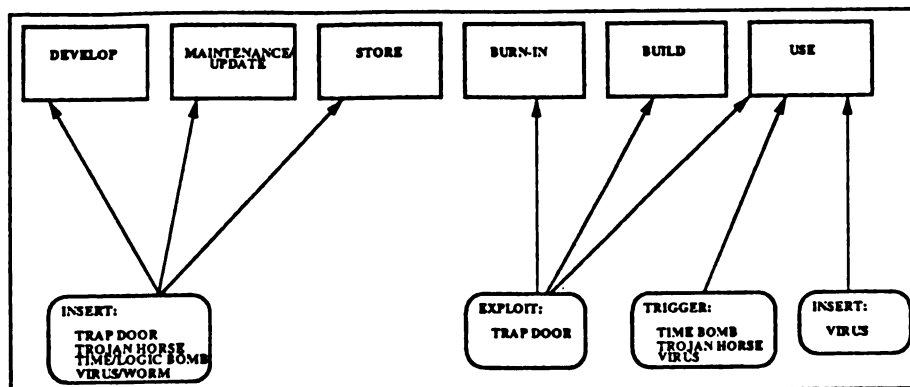 DEVELOP
MAINTENANCE/
UPDATE
STORE
BURN-IN
BUILD
USE
INSERT:
TRAP DOOR
TROJAN HORSE
TIME/LOGIC BOMB
VIRUS/WORM
EXPLOIT:
TRAP DOOR
TRIGGER:
TIME BOMB
TROJAN HORSE
VIRUS
INSERT:
VIRUS